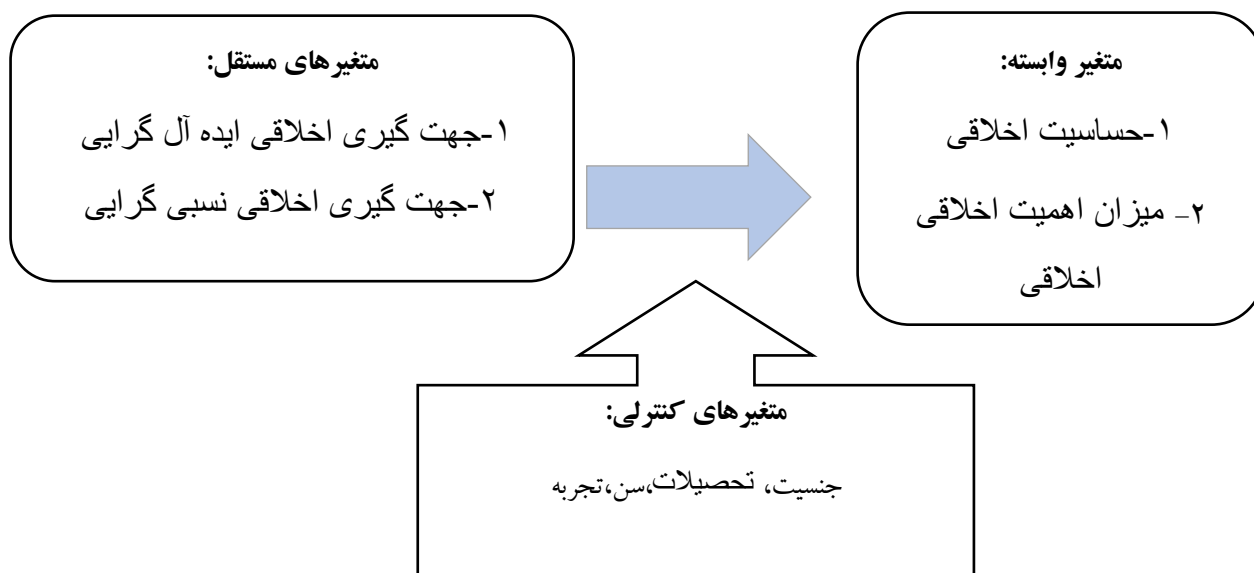 متغیرهای مستقل:
۱-جهت گیری اخلاقی ایده آل گرایی
۲-جهت گیری اخلاقی نسبی گرایی
متغیر وابسته:
۱-حساسیت اخلاقی
۲- میزان اهمیت اخلاقی
اخلاقی
متغیرهای کنترلی:
جنسیت، تحصیلات،سن،تجربه